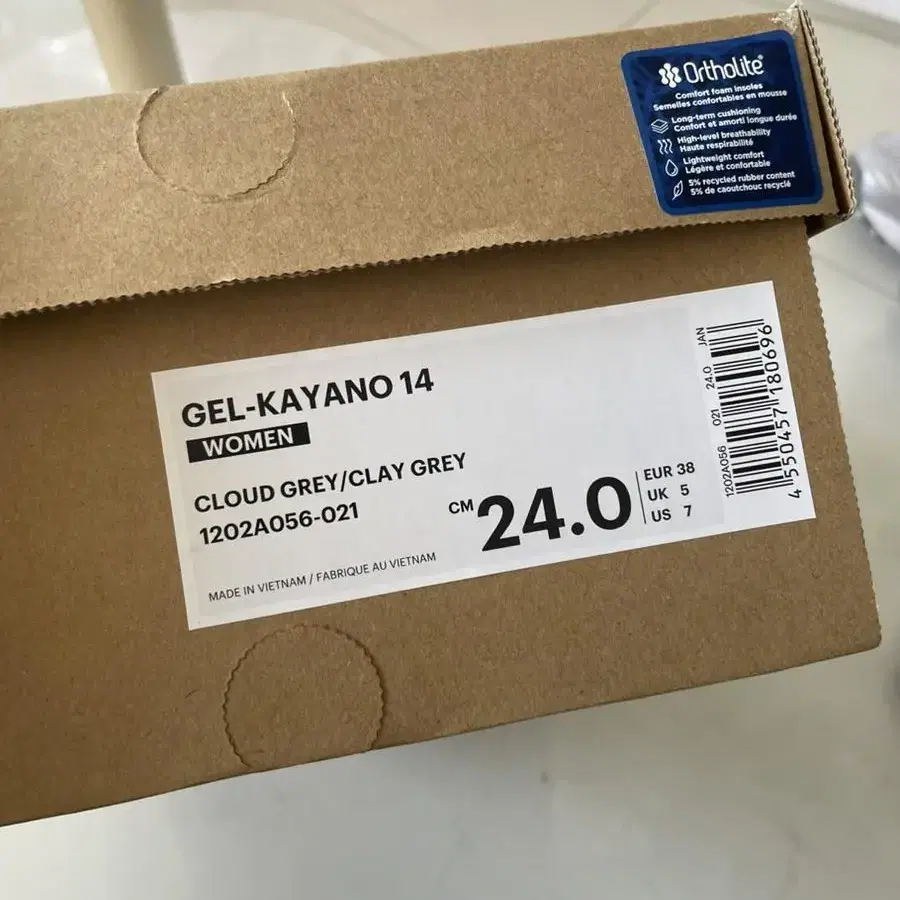 OrthoLite®
Comfort foam insoles
Semelles confortables en mousse
Long-term cushioning
Confort et amorti longue durée
High-level breathability
Haute respirabilité
Lightweight comfort
Légère et confortable
5% recycled rubber content
5% de caoutchouc recyclé
GEL-KAYANO 14
WOMEN
CLOUD GREY/CLAY GREY
1202A056-021
CM 24.0
EUR 38
UK 5
US 7
MADE IN VIETNAM / FABRIQUE AU VIETNAM
1202A056 021 24.0 JAN
4 550457 180696